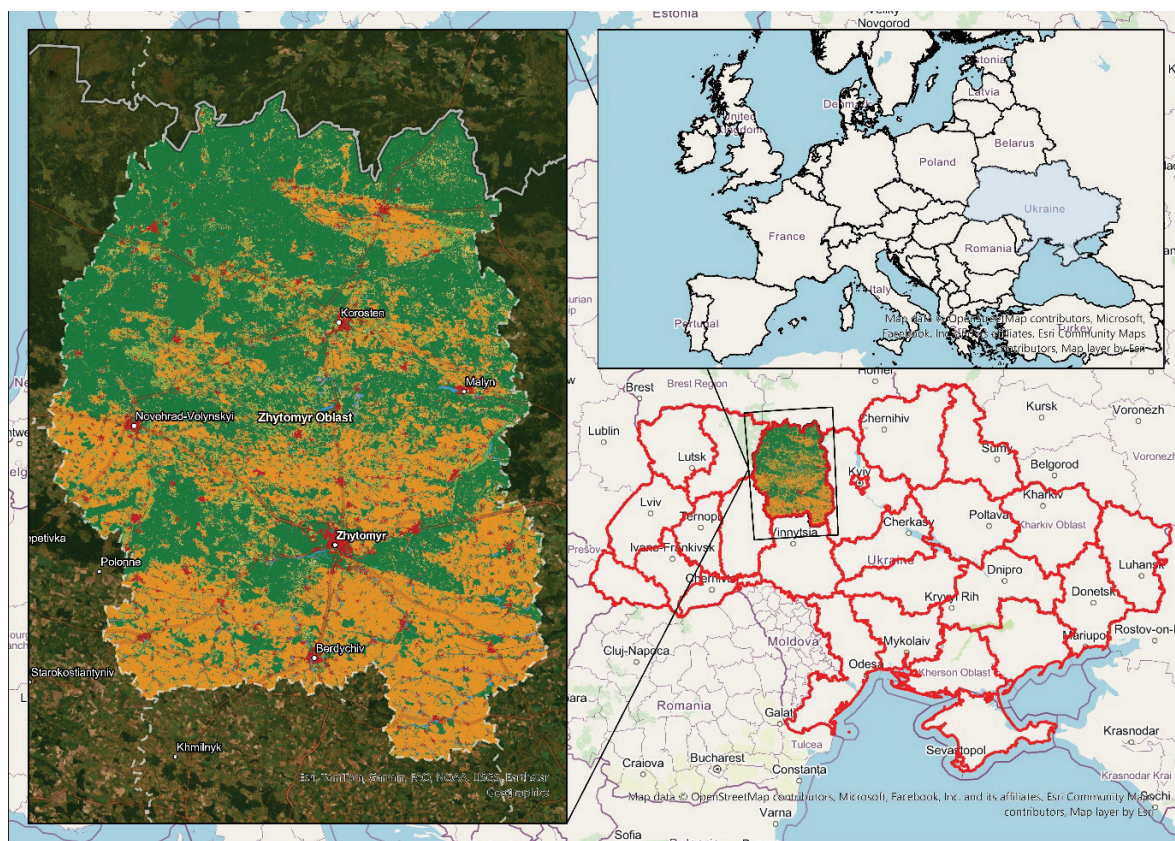 Estonia
Veliky
Novgorod
Korosten
Malyn
Novohrad-Volynskyi
Zhytomyr Oblast
Zhytomyr
Polonne
Berdychiv
Starokostiantyniv
Khmilnyk
Esri, TomTom, Garmin, FAO, NOAA, USGS, Earthstar
Geographics
Estonia
Latvia
Denmark
United
Kingdom
Belarus
Poland
Ukraine
France
Romania
Italy
Portugal
Turkey
Map data © OpenStreetMap contributors, Microsoft,
Facebook, Inc. and its affiliates, Esri Community Maps
contributors, Map layer by Esri
Brest
Brest Region
Homel
Chernihiv
Kursk
Voronezh
Lublin
Lutsk
Sumy
Belgorod
Kyiv
Kharkiv
Lviv
Ternopil
Poltava
Kharkiv Oblast
Cherkasy
Vinnytsia
Prešov
Ivano-Frankivsk
Ukraine
Luhansk
Dnipro
Chernivtsi
Donetsk
Kryvyi Rih
Moldova
Mykolaiv
Mariupol
Rostov-on-
Cluj-Napoca
Odesa
Kherson Oblast
Romania
Galati
Tulcea
Sevastopol
Krasnodar
Craiova
Bucharest
Constanța
Krasnodar Krai
Sochi
Map data © OpenStreetMap contributors, Microsoft, Facebook, Inc. and its affiliates, Esri Community Maps
contributors, Map layer by Esri
Varna
Sofia